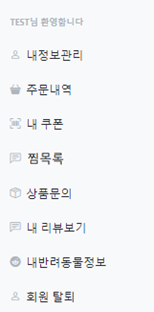 TEST님 환영합니다
내정보관리
주문내역
내 쿠폰
찜목록
상품문의
내 리뷰보기
내반려동물정보
회원 탈퇴